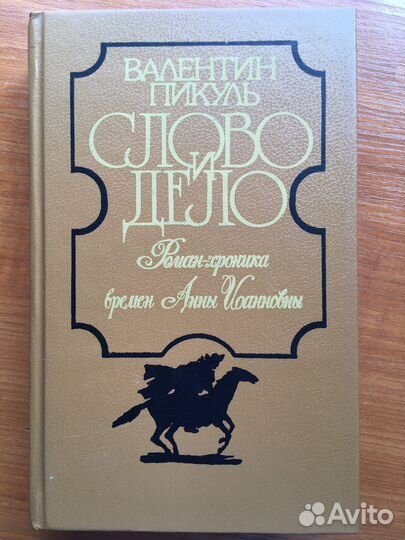 ВАЛЕНТИН
ПИКУЛЬ
СЛОВО
И
ДЕЛО
Роман-хроника
времен Анны Иоанновны
Avito